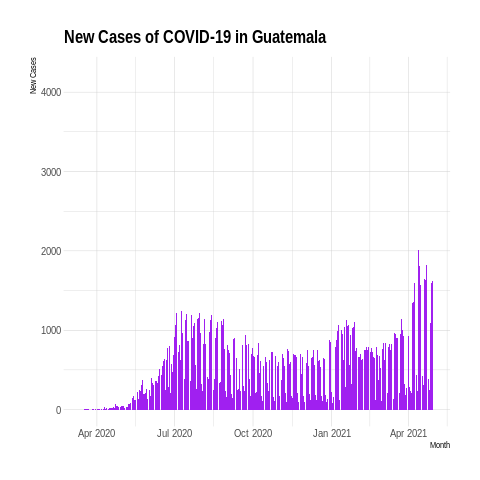 New Cases of COVID-19 in Guatemala
New Cases
4000
3000
2000
1000
0
Apr 2020 Jul 2020 Oct 2020 Jan 2021 Apr 2021
Month